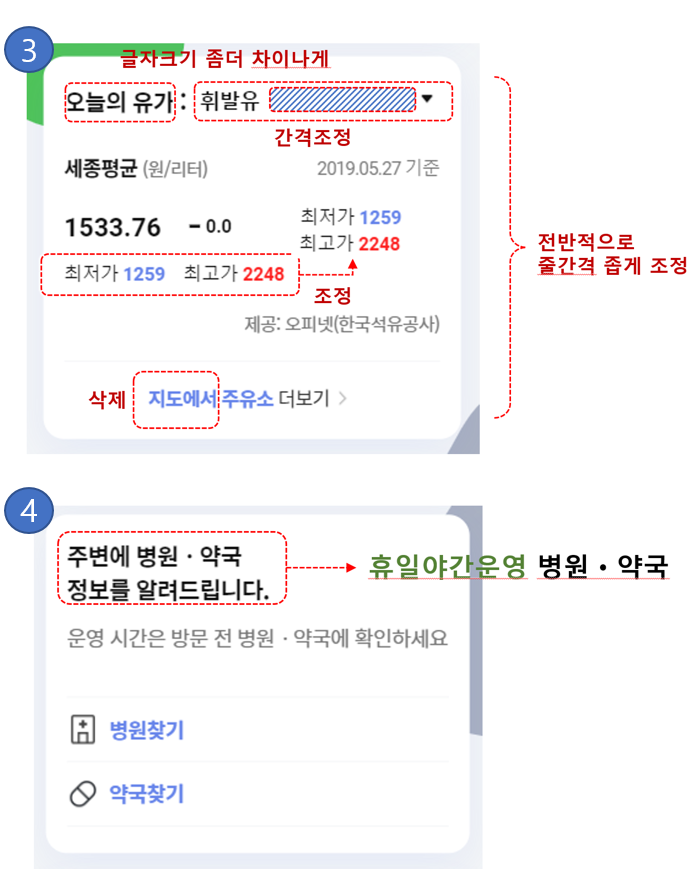 3
글자크기 좀더 차이나게
오늘의 유가 : 휘발유
간격조정
세종평균 (원/리터) 2019.05.27 기준
1533.76 - 0.0
최저가 1259
최고가 2248
최저가 1259 최고가 2248
조정
제공: 오피넷(한국석유공사)
삭제 지도에서 주유소 더보기 >
전반적으로
줄간격 좁게 조정
4
주변에 병원 · 약국
정보를 알려드립니다.
휴일야간운영 병원 · 약국
운영 시간은 방문 전 병원 · 약국에 확인하세요
병원찾기
약국찾기